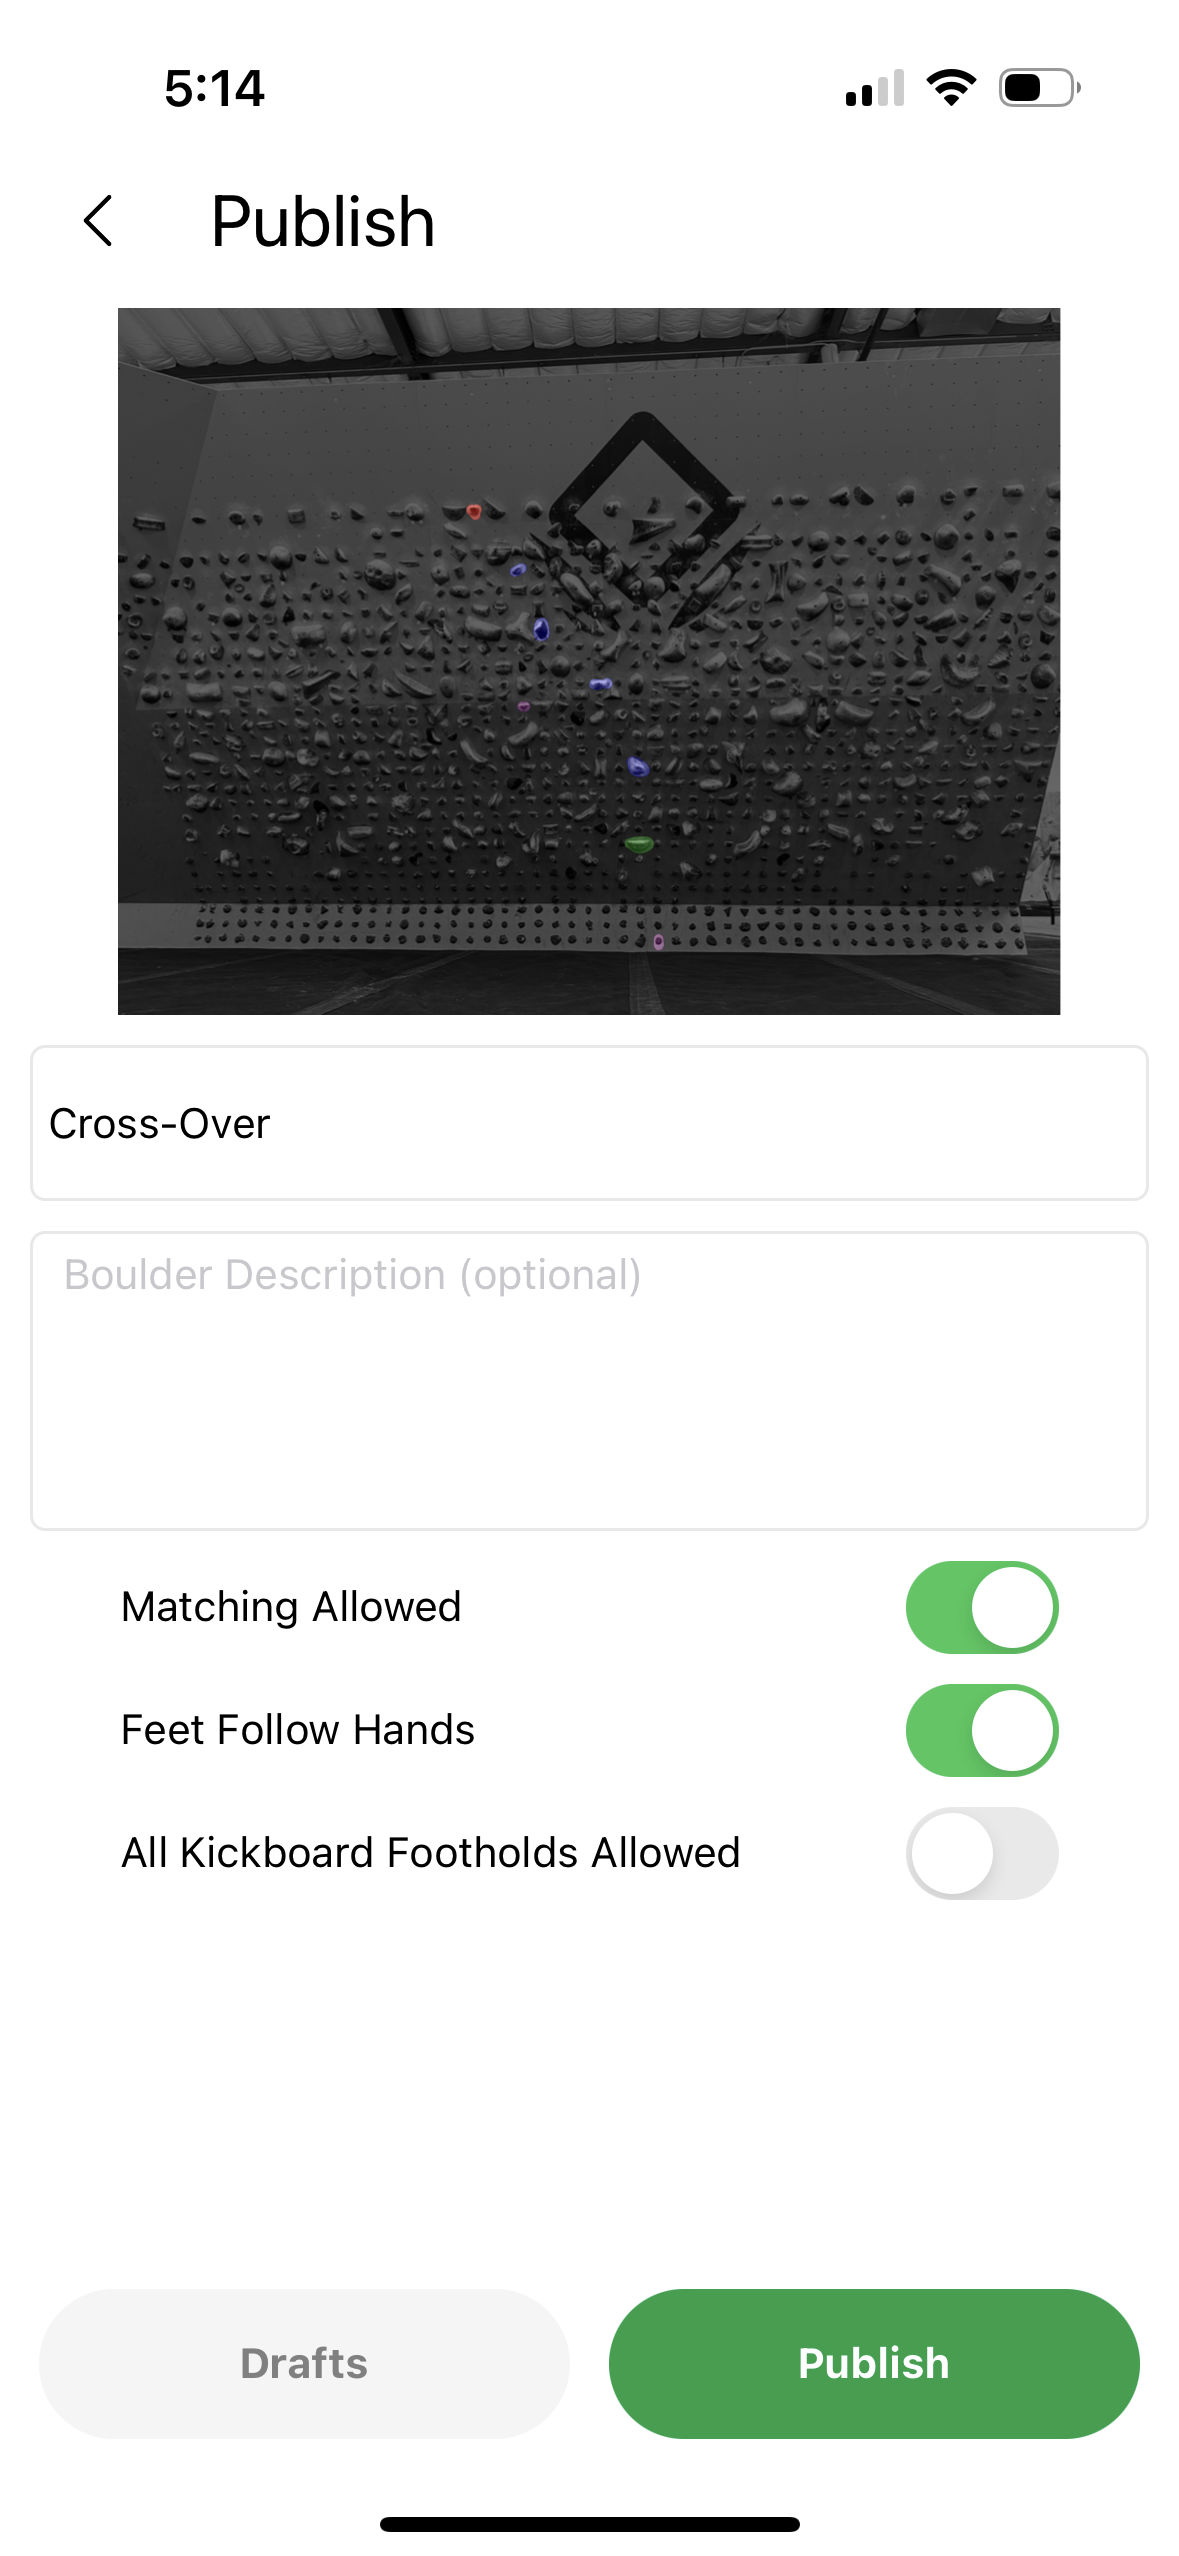 5:14
Publish
Cross-Over
Boulder Description (optional)
Matching Allowed
Feet Follow Hands
All Kickboard Footholds Allowed
Drafts
Publish